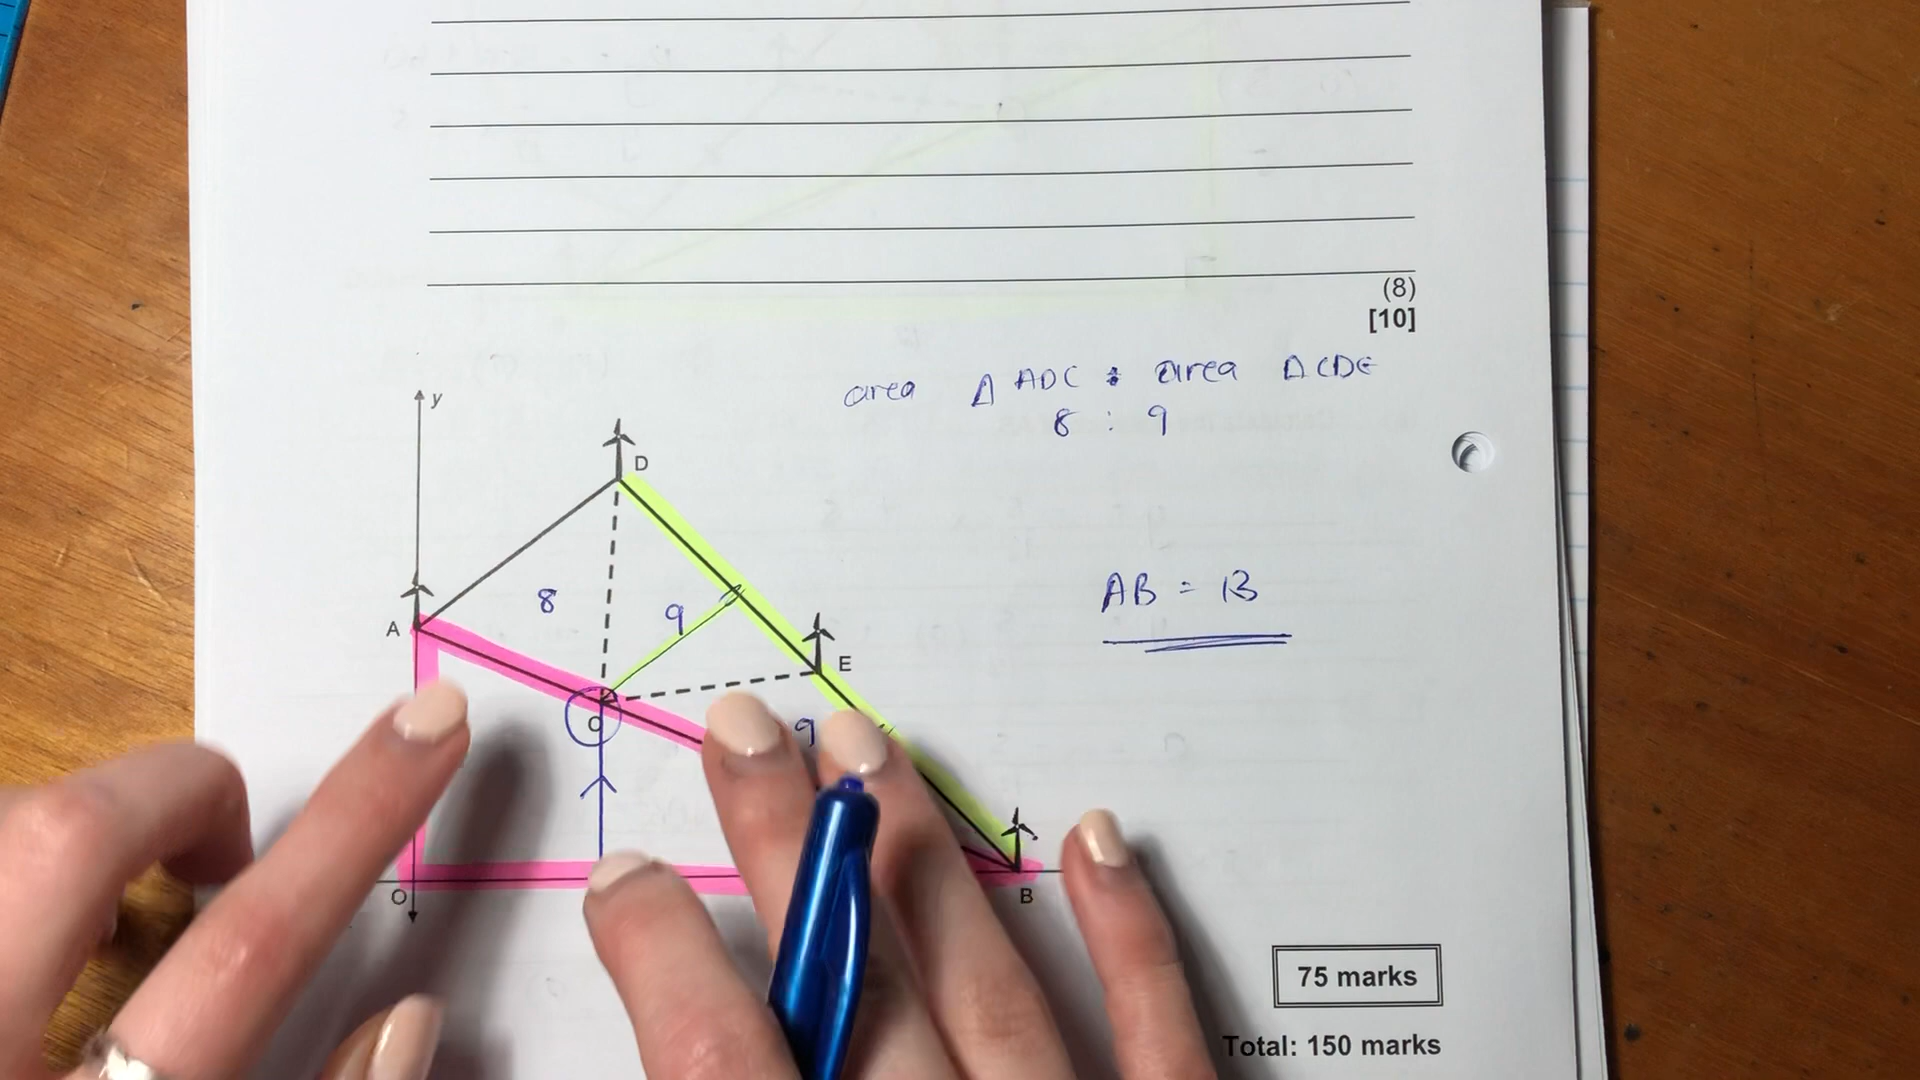 (8)
[10]
area Δ ADC : area Δ CDE
8 : 9
y
D
8
9
A
E
AB = 13
C
9
O
B
75 marks
Total: 150 marks